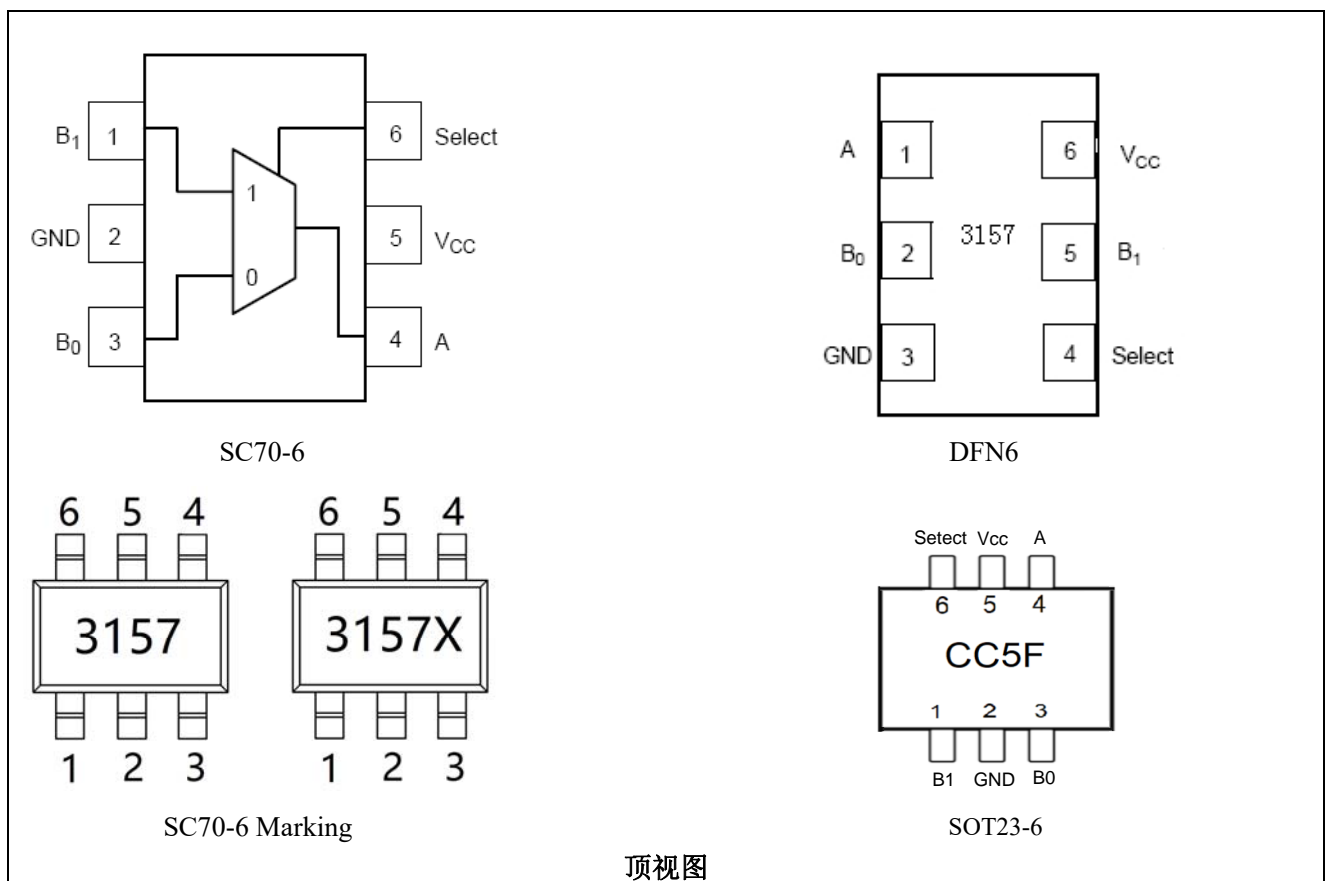 B₁ 1
6 Select
1
GND 2
5 VCC
0
B₀ 3
4 A
SC70-6
A 1
6 VCC
3157
B₀ 2
5 B₁
GND 3
4 Select
DFN6
6 5 4
3157
1 2 3
6 5 4
3157X
1 2 3
SC70-6 Marking
Setect Vcc A
6 5 4
CC5F
1 2 3
B1 GND B0
SOT23-6
顶视图